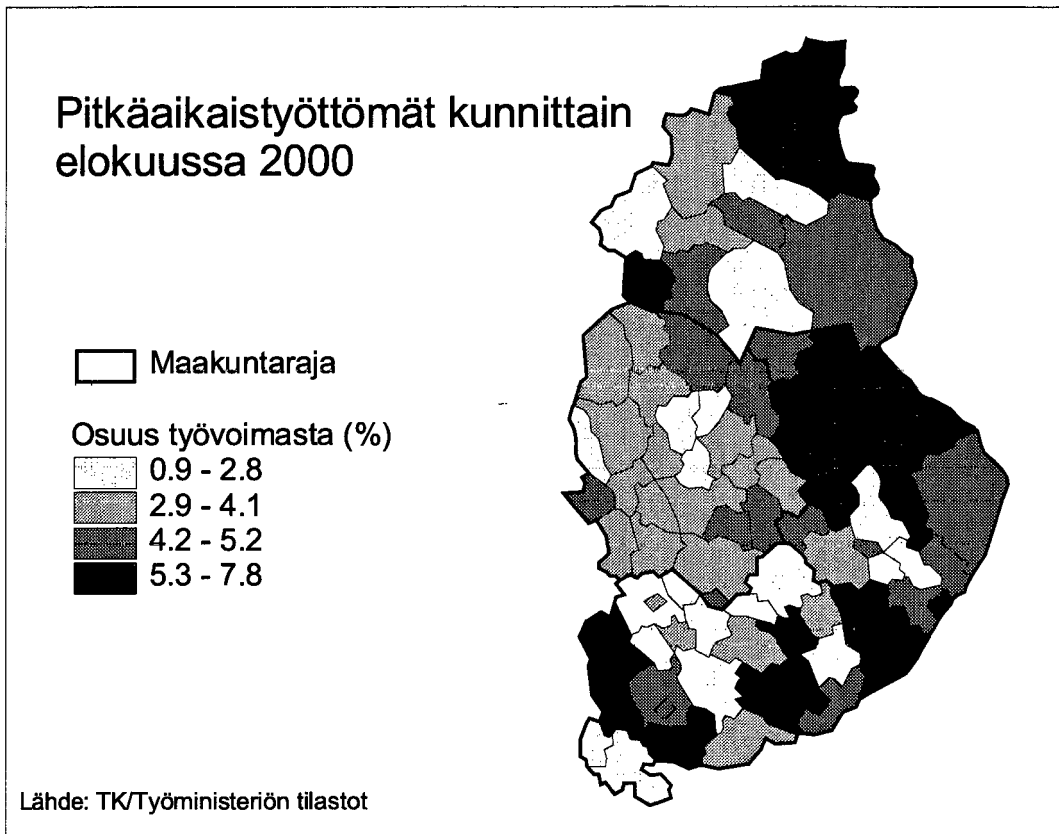 Pitkäaikaistyöttömät kunnittain
elokuussa 2000
Maakuntaraja
Osuus työvoimasta (%)
0.9 - 2.8
2.9 - 4.1
4.2 - 5.2
5.3 - 7.8
Lähde: TK/Työministeriön tilastot